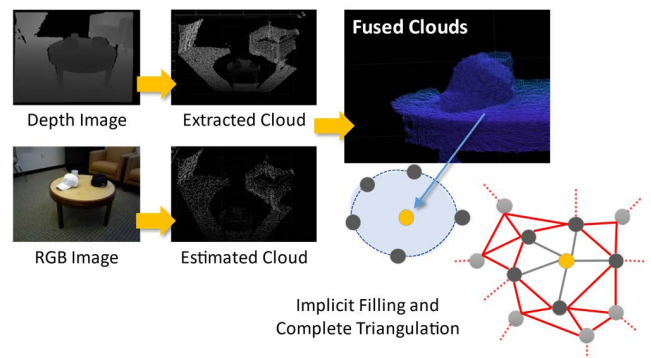 Fused Clouds
Depth Image
Extracted Cloud
RGB Image
Estimated Cloud
Implicit Filling and
Complete Triangulation